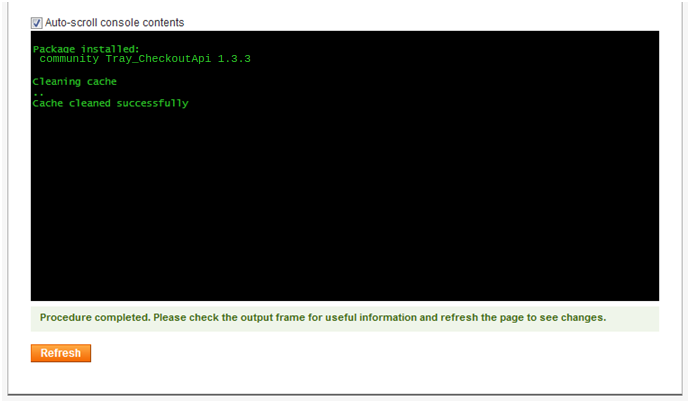 Auto-scroll console contents
Package installed:
community Tray_CheckoutApi 1.3.3
Cleaning cache
..
Cache cleaned successfully
Procedure completed. Please check the output frame for useful information and refresh the page to see changes.
Refresh